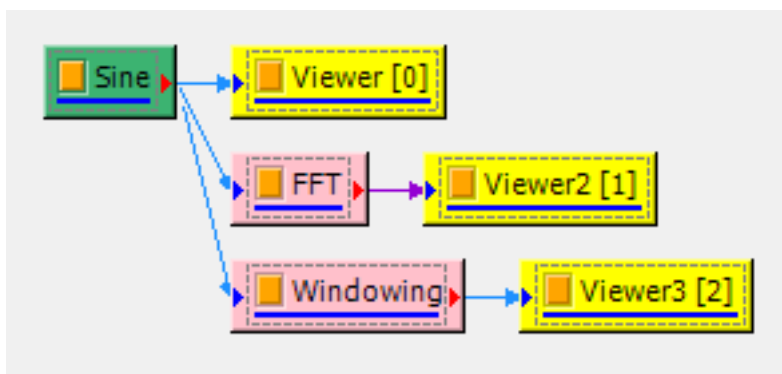 Sine
Viewer [0]
FFT
Viewer2 [1]
Windowing
Viewer3 [2]